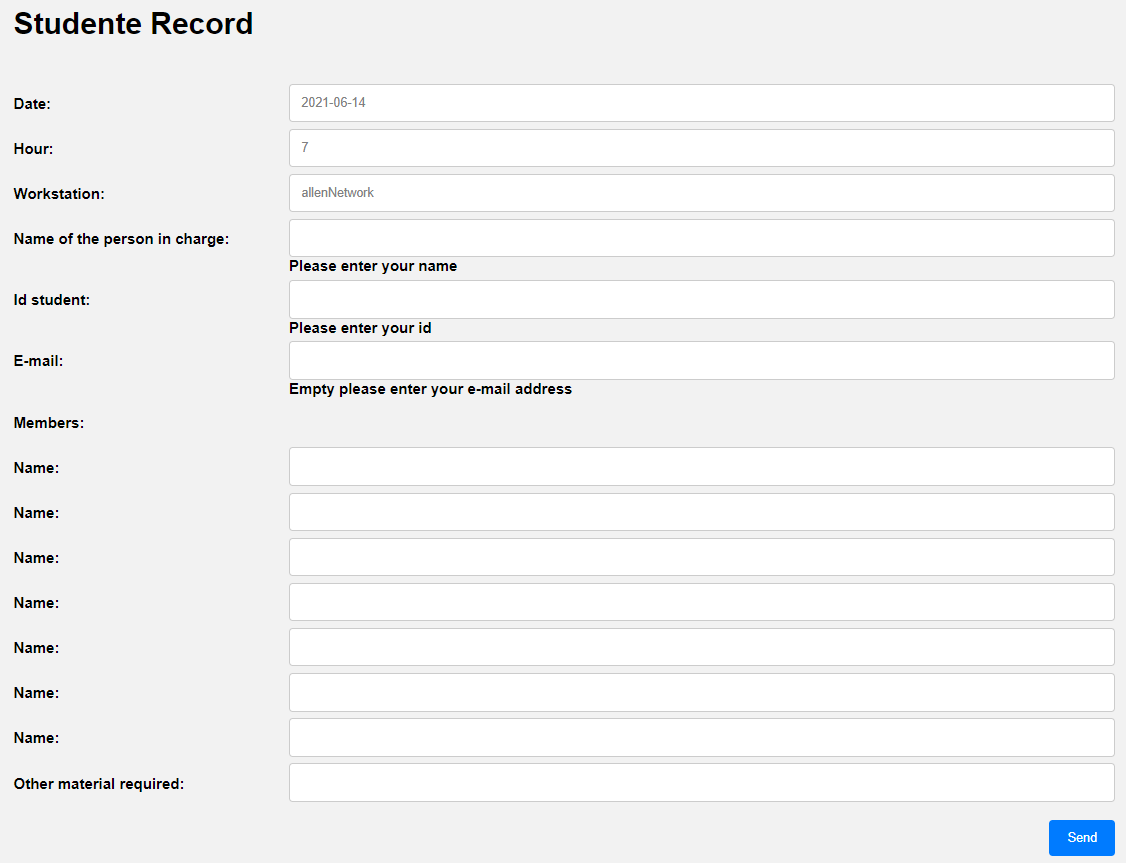 Studente Record
Date: 2021-06-14
Hour: 7
Workstation: allenNetwork
Name of the person in charge:
Please enter your name
Id student:
Please enter your id
E-mail:
Empty please enter your e-mail address
Members:
Name:
Name:
Name:
Name:
Name:
Name:
Name:
Other material required:
Send